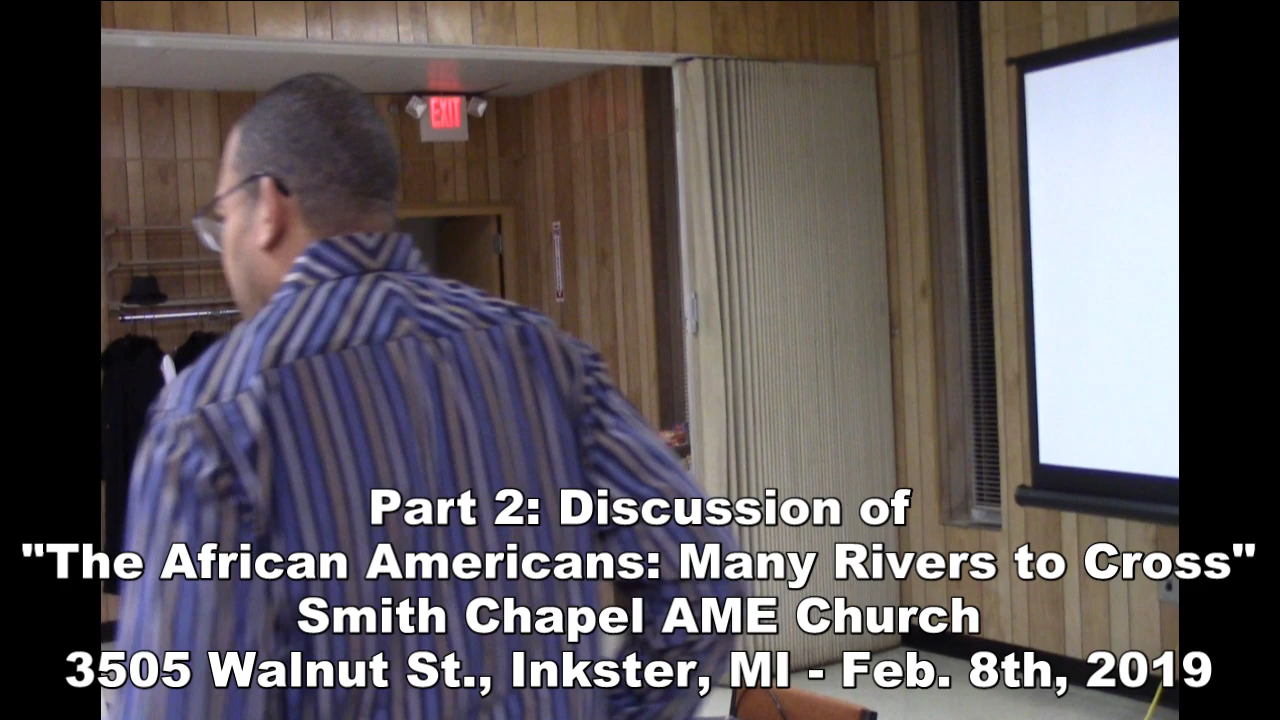 EXIT
Part 2: Discussion of
"The African Americans: Many Rivers to Cross"
Smith Chapel AME Church
3505 Walnut St., Inkster, MI - Feb. 8th, 2019